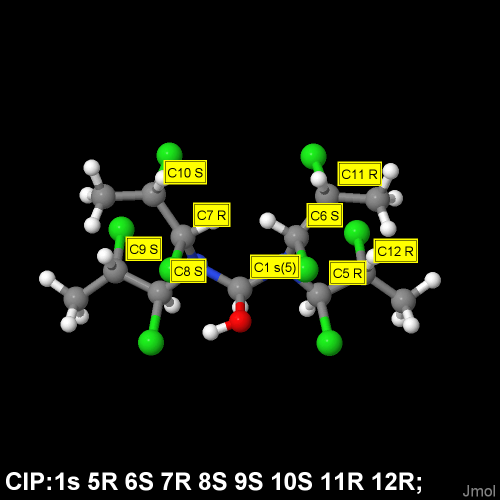 C10 S
C11 R
C7 R
C6 S
C9 S
C12 R
C8 S
C1 s(5)
C5 R
CIP:1s 5R 6S 7R 8S 9S 10S 11R 12R;
Jmol